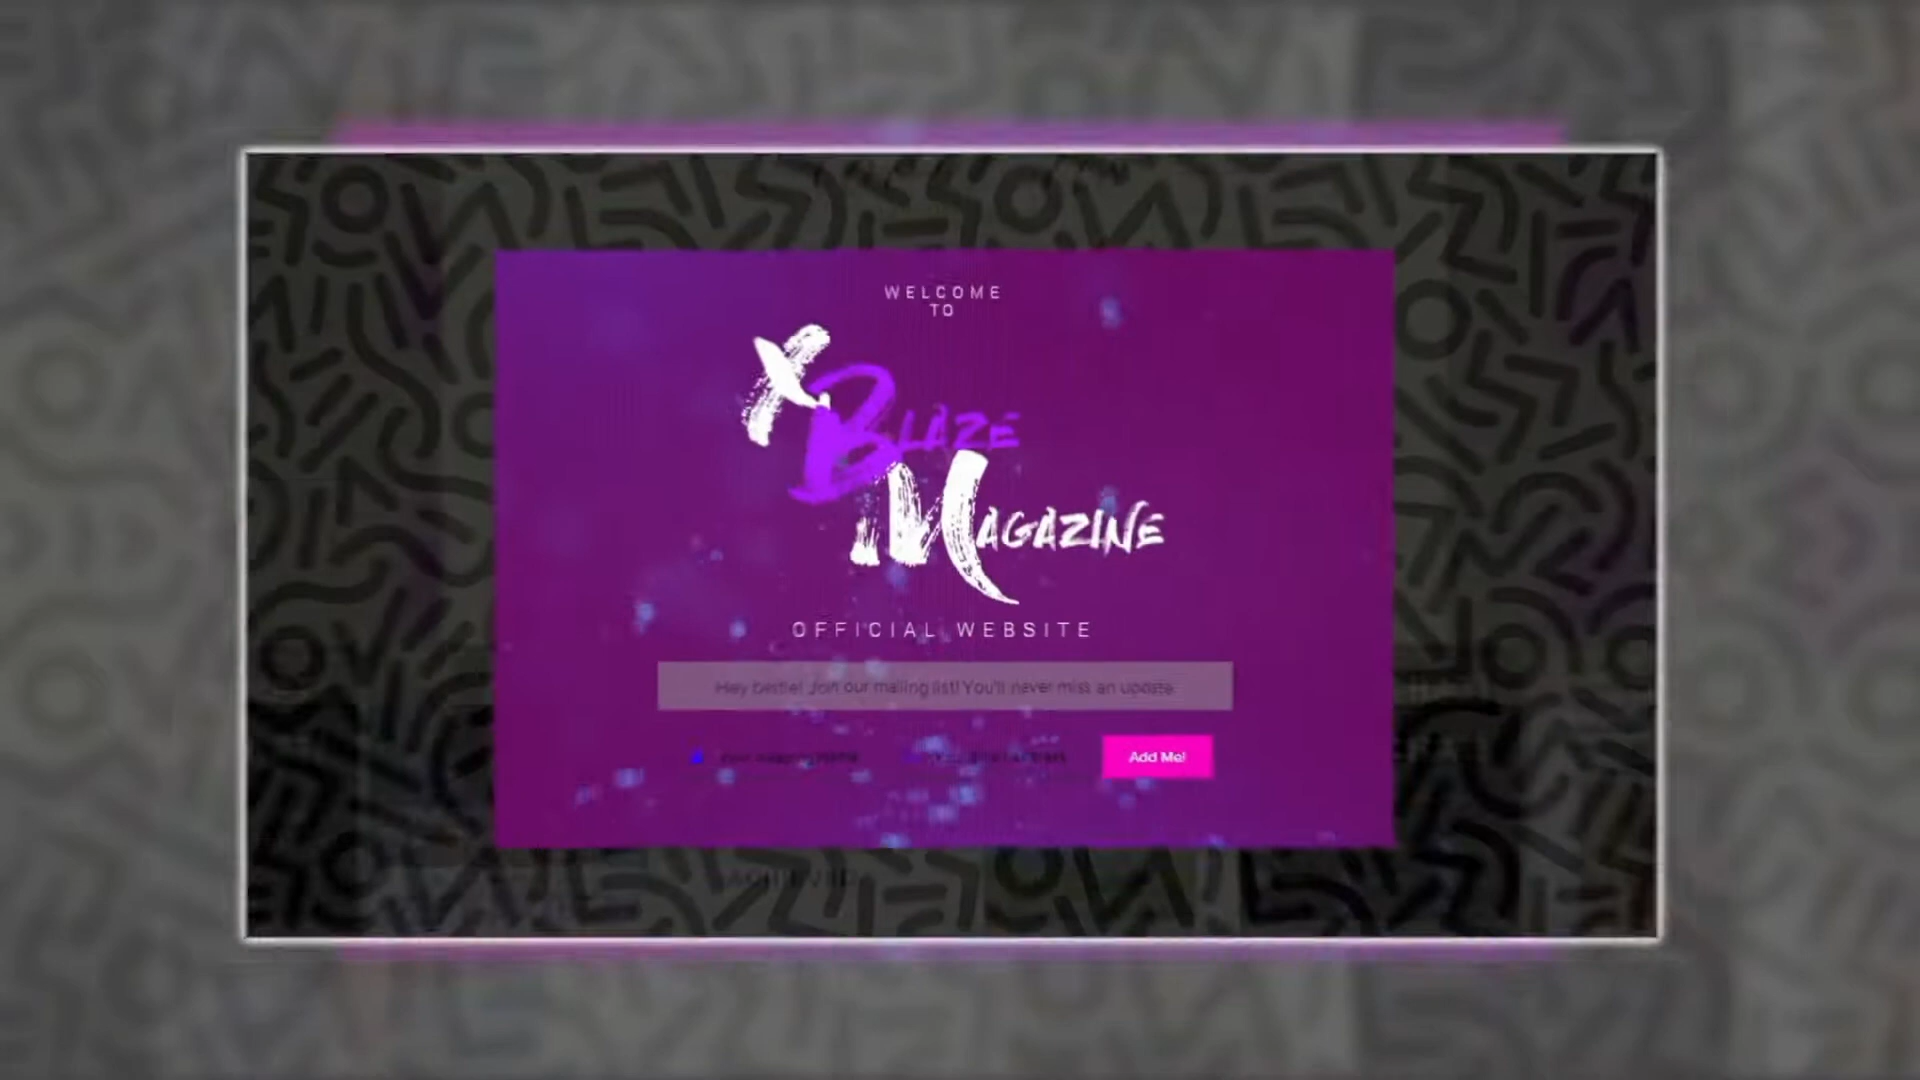 WELCOME
TO
X
BLAZE
MAGAZINE
OFFICIAL WEBSITE
Hey bestie! Join our mailing list! You'll never miss an update.
Add Me!